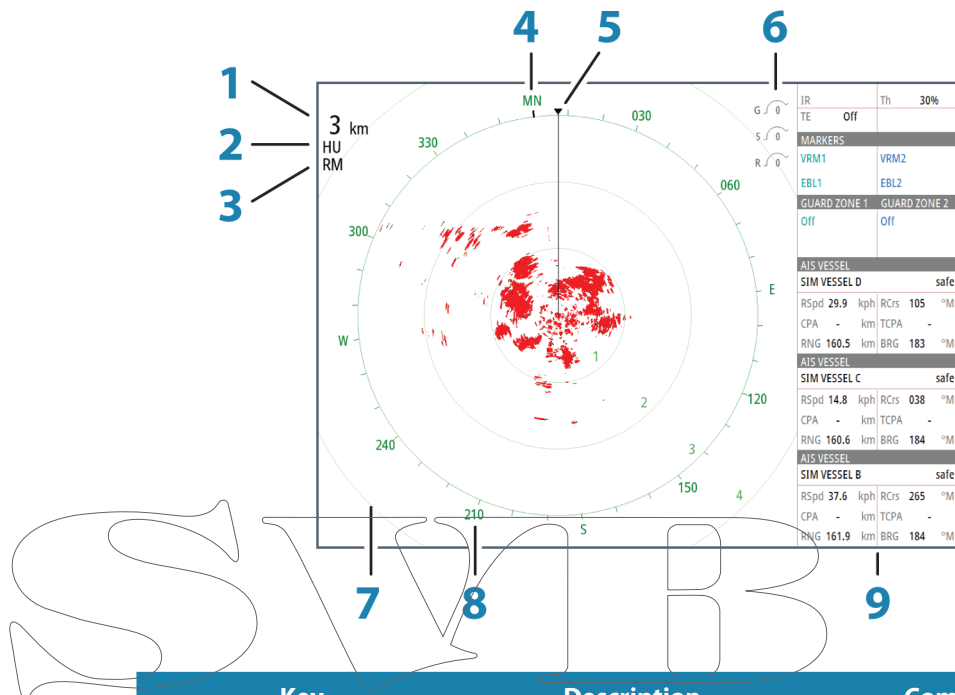 4 5 6
1
2
3
3 km
HU
RM
MN
030
060
E
120
150
S
210
240
W
300
330
1
2
3
4
G 0
S 0
R 0
IR Th 30%
TE Off
MARKERS
VRM1 VRM2
EBL1 EBL2
GUARD ZONE 1 GUARD ZONE 2
Off Off
AIS VESSEL
SIM VESSEL D safe
RSpd 29.9 kph RCrs 105 °M
CPA - km TCPA -
RNG 160.5 km BRG 183 °M
AIS VESSEL
SIM VESSEL C safe
RSpd 14.8 kph RCrs 038 °M
CPA - km TCPA -
RNG 160.6 km BRG 184 °M
AIS VESSEL
SIM VESSEL B safe
RSpd 37.6 kph RCrs 265 °M
CPA - km TCPA -
RNG 161.9 km BRG 184 °M
7 8 9
SVB
Key Description